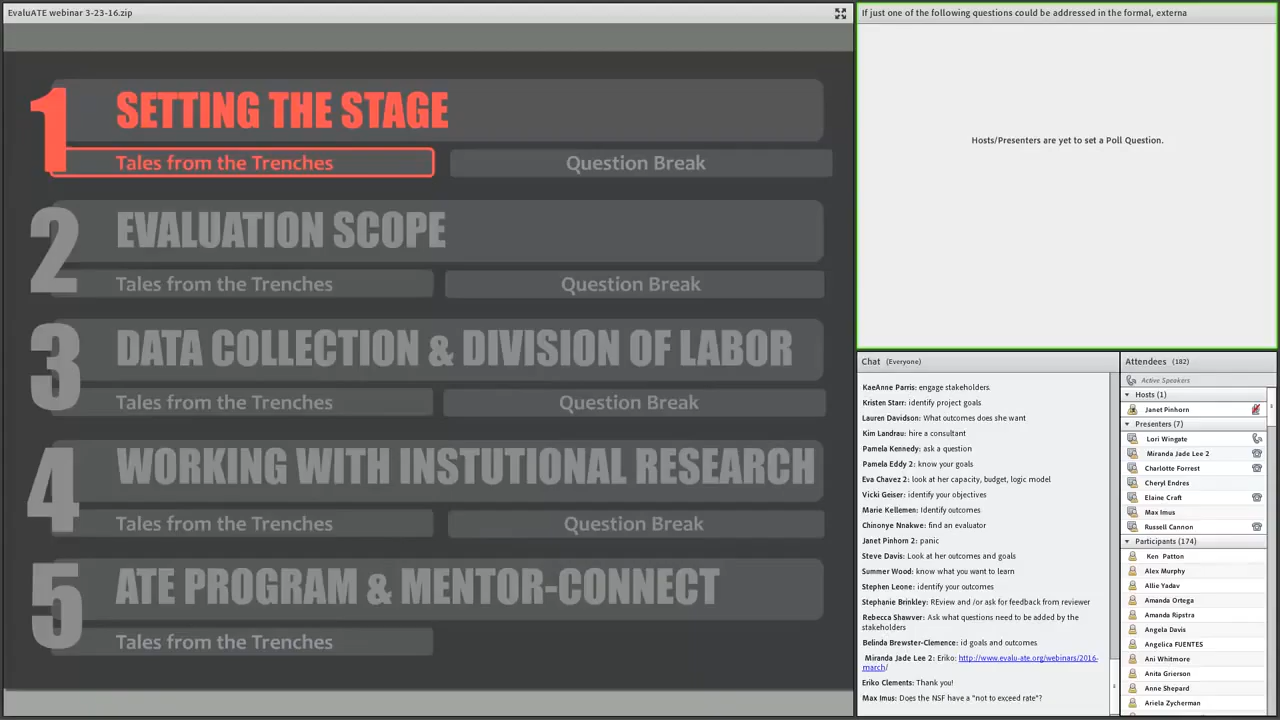 EvaluATE webinar 3-23-16.zip
1
SETTING THE STAGE
Tales from the Trenches
Question Break
2
EVALUATION SCOPE
Tales from the Trenches
Question Break
3
DATA COLLECTION & DIVISION OF LABOR
Tales from the Trenches
Question Break
4
WORKING WITH INSTUTIONAL RESEARCH
Tales from the Trenches
Question Break
5
ATE PROGRAM & MENTOR-CONNECT
Tales from the Trenches
If just one of the following questions could be addressed in the formal, externa
Hosts/Presenters are yet to set a Poll Question.
Chat (Everyone)
KaeAnne Parris: engage stakeholders.
Kristen Starr: identify project goals
Lauren Davidson: What outcomes does she want
Kim Landrau: hire a consultant
Pamela Kennedy: ask a question
Pamela Eddy 2: know your goals
Eva Chavez 2: look at her capacity, budget, logic model
Vicki Geiser: identify your objectives
Marie Kellemen: Identify outcomes
Chinonye Nnakwe: find an evaluator
Janet Pinhorn 2: panic
Steve Davis: Look at her outcomes and goals
Summer Wood: know what you want to learn
Stephen Leone: identify your outcomes
Stephanie Brinkley: REview and /or ask for feedback from reviewer
Rebecca Shawver: Ask what questions need to be added by the
stakeholders
Belinda Brewster-Clemence: id goals and outcomes
Miranda Jade Lee 2: Eriko: http://www.evalu-ate.org/webinars/2016-
march/
Eriko Clements: Thank you!
Max Imus: Does the NSF have a "not to exceed rate"?
Attendees (182)
Active Speakers
Hosts (1)
Janet Pinhorn
Presenters (7)
Lori Wingate
Miranda Jade Lee 2
Charlotte Forrest
Cheryl Endres
Elaine Craft
Max Imus
Russell Cannon
Participants (174)
Ken Patton
Alex Murphy
Allie Yadav
Amanda Ortega
Amanda Ripstra
Angela Davis
Angelica FUENTES
Ani Whitmore
Anita Grierson
Anne Shepard
Ariela Zycherman